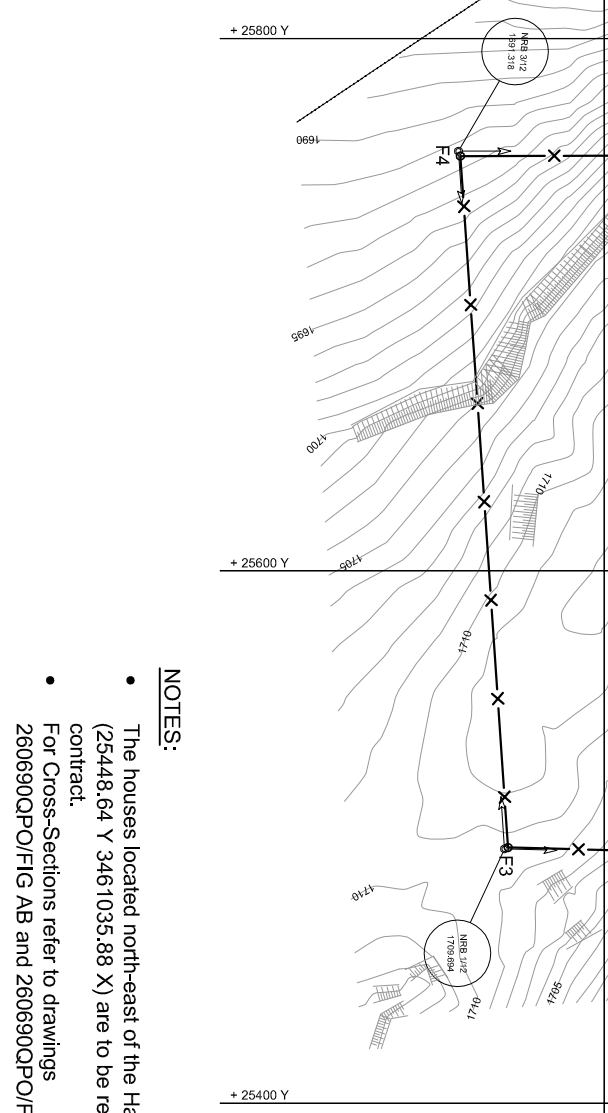 + 25800 Y
NRB 3/12
1691.318
F4
1690
1695
1700
1710
+ 25600 Y
1705
1710
F3
1710
NRB 1/12
1709.694
1705
1710
+ 25400 Y
NOTES:
• The houses located north-east of the Ha
(25448.64 Y 3461035.88 X) are to be re
contract.
• For Cross-Sections refer to drawings
260690QPO/FIG AB and 260690QPO/F